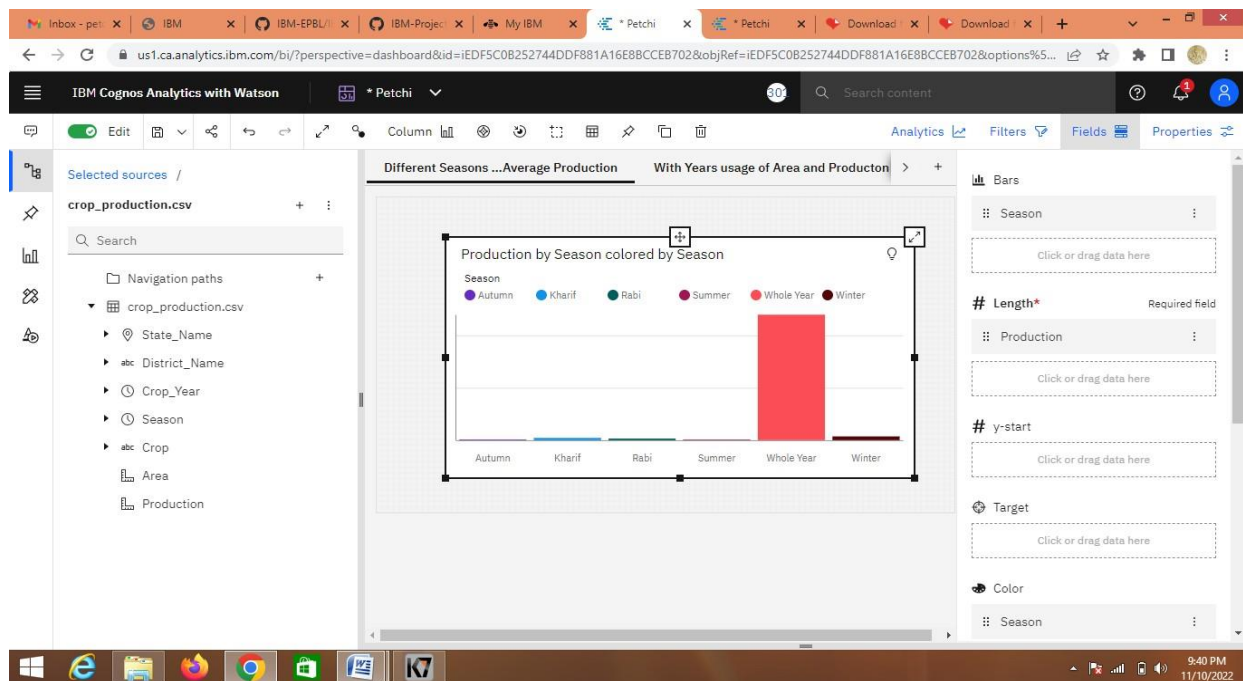 Inbox - pet
IBM
IBM-EPBL/
IBM-Project
My IBM
* Petchi
* Petchi
Download
Download
us1.ca.analytics.ibm.com/bi/?perspective=dashboard&id=iEDF5C0B252744DDF881A16E8BCCEB702&objRef=iEDF5C0B252744DDF881A16E8BCCEB702&options%5...
IBM Cognos Analytics with Watson
* Petchi
Search content
1
Edit
Column
Analytics
Filters
Fields
Properties
Selected sources /
crop_production.csv
Search
Navigation paths
crop_production.csv
State_Name
abc District_Name
Crop_Year
Season
abc Crop
Area
Production
Different Seasons ...Average Production
With Years usage of Area and Producton
Production by Season colored by Season
Season
Autumn Kharif Rabi Summer Whole Year Winter
Autumn Kharif Rabi Summer Whole Year Winter
Bars
Season
Click or drag data here
# Length* Required field
Production
Click or drag data here
# y-start
Click or drag data here
Target
Click or drag data here
Color
Season
9:40 PM
11/10/2022